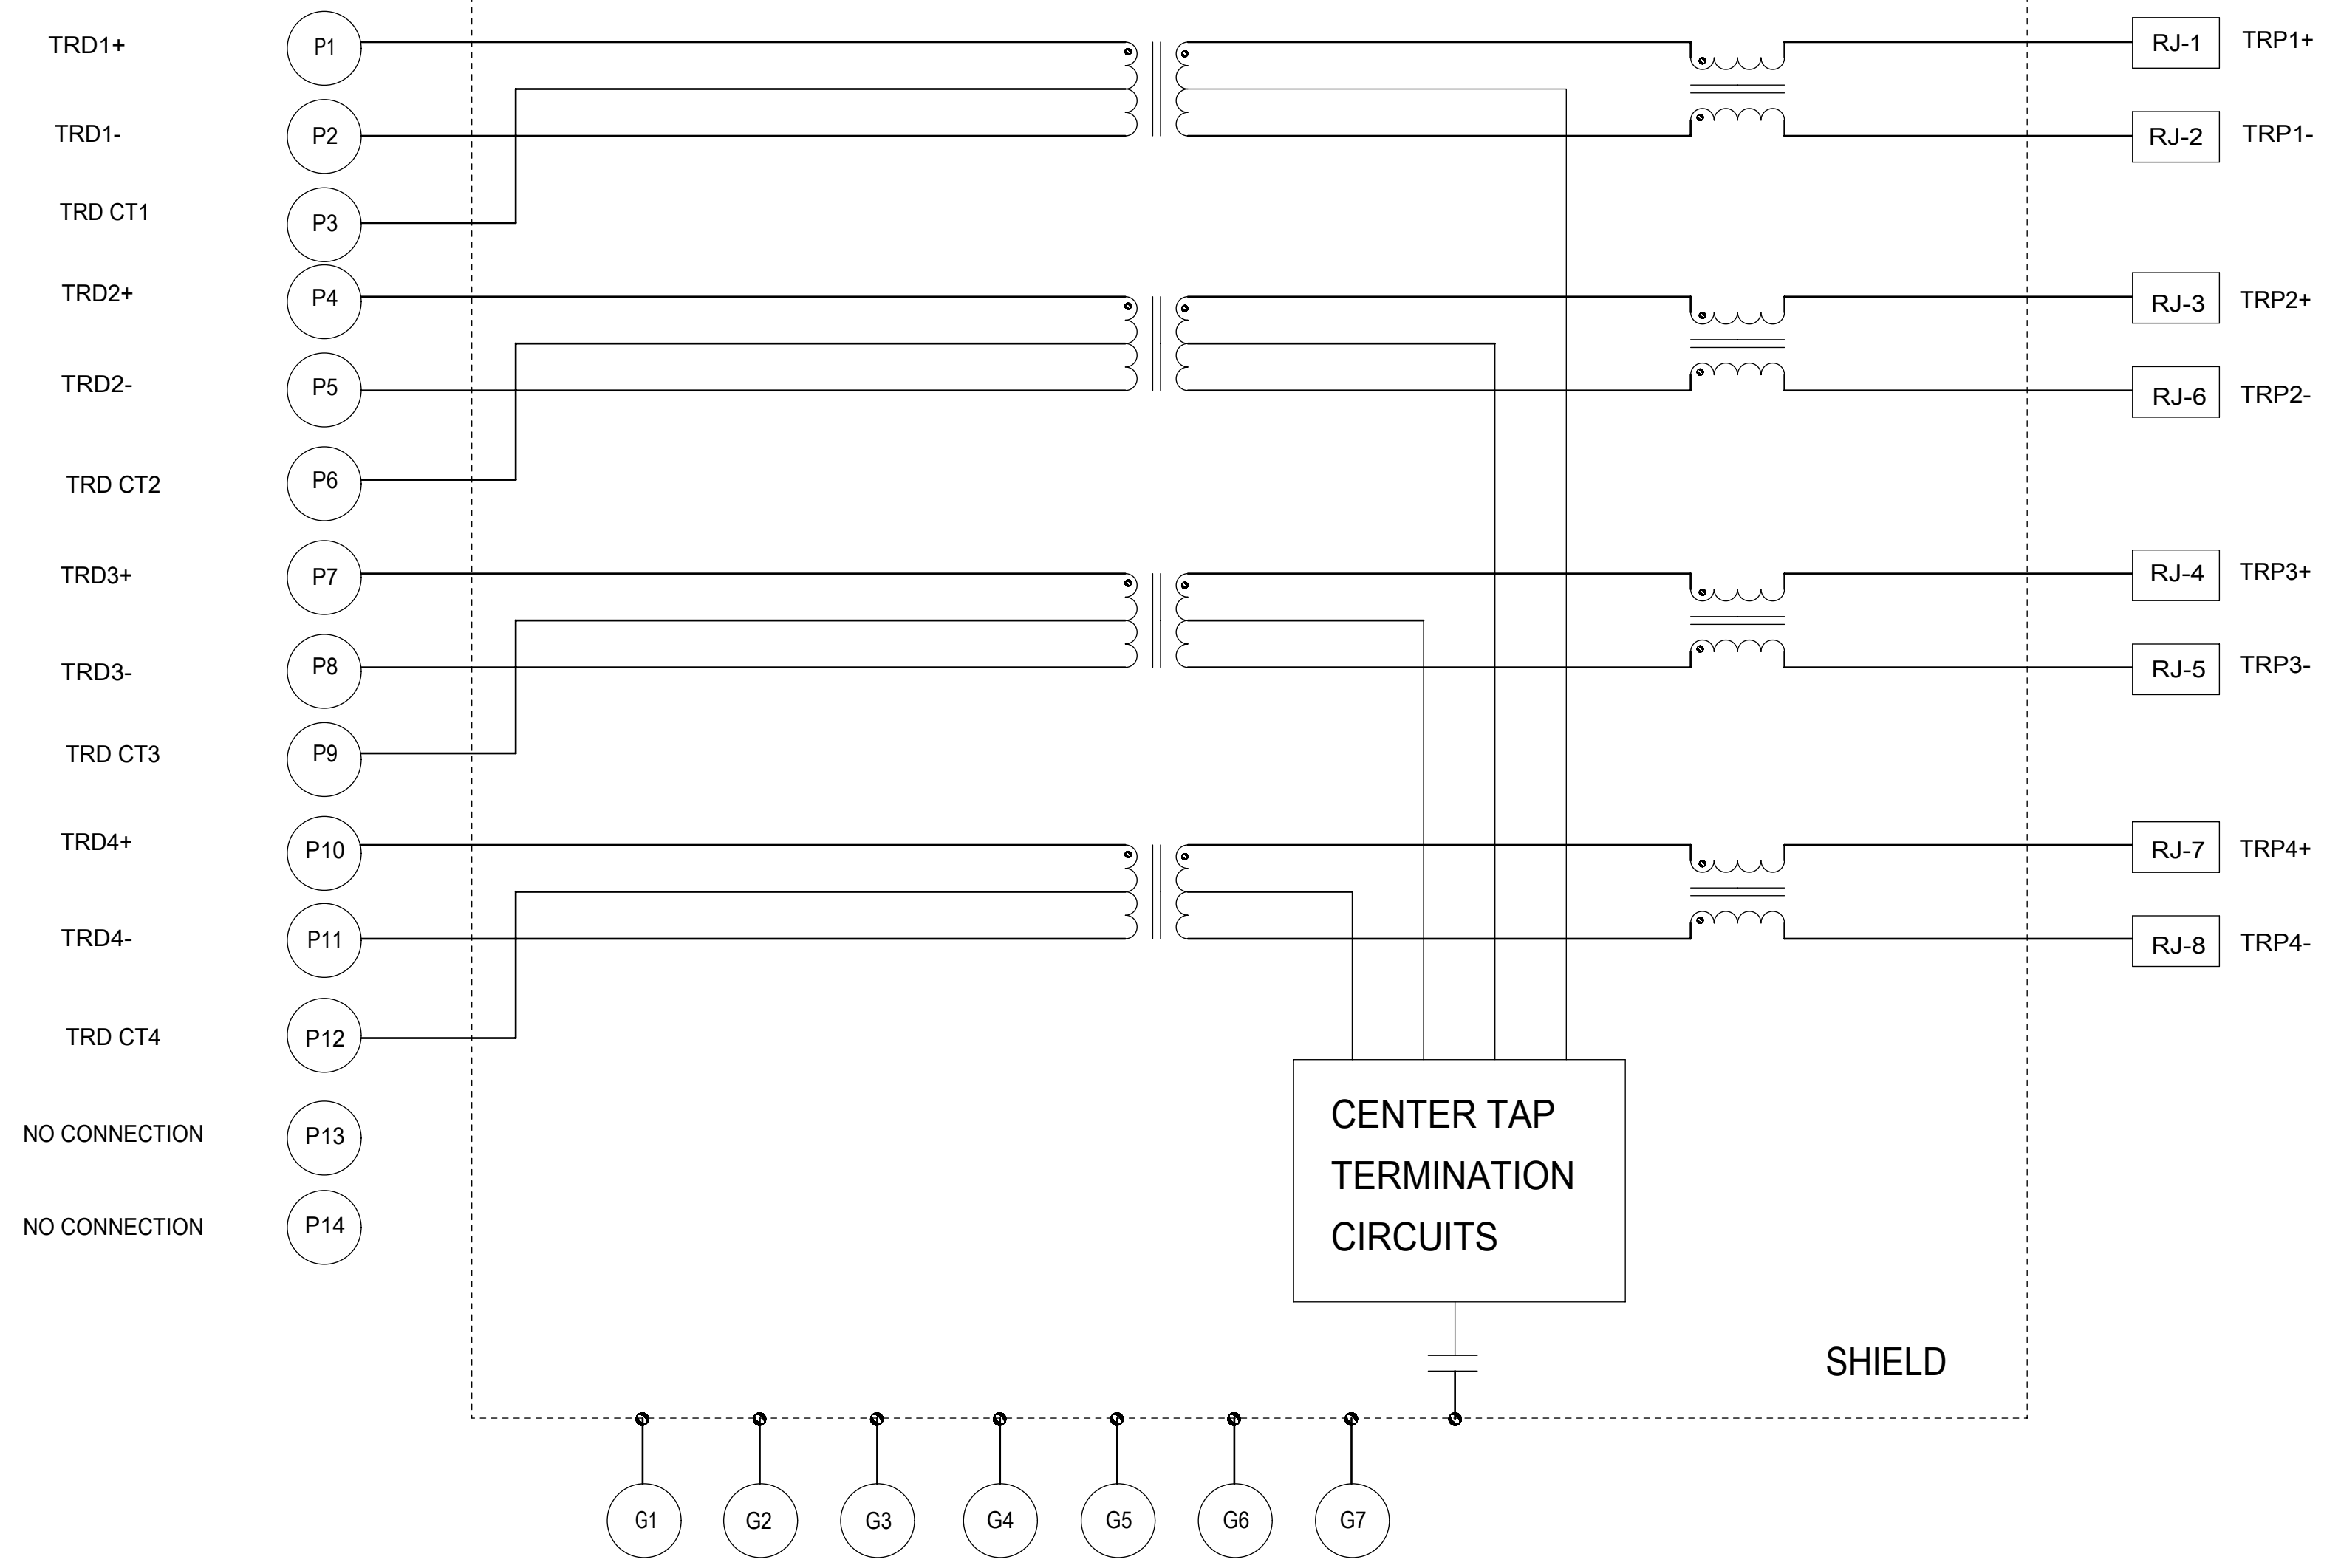 TRD1+ P1 RJ-1 TRP1+
TRD1- P2 RJ-2 TRP1-
TRD CT1 P3
TRD2+ P4 RJ-3 TRP2+
TRD2- P5 RJ-6 TRP2-
TRD CT2 P6
TRD3+ P7 RJ-4 TRP3+
TRD3- P8 RJ-5 TRP3-
TRD CT3 P9
TRD4+ P10 RJ-7 TRP4+
TRD4- P11 RJ-8 TRP4-
TRD CT4 P12
NO CONNECTION P13
NO CONNECTION P14
CENTER TAP
TERMINATION
CIRCUITS
SHIELD
G1 G2 G3 G4 G5 G6 G7